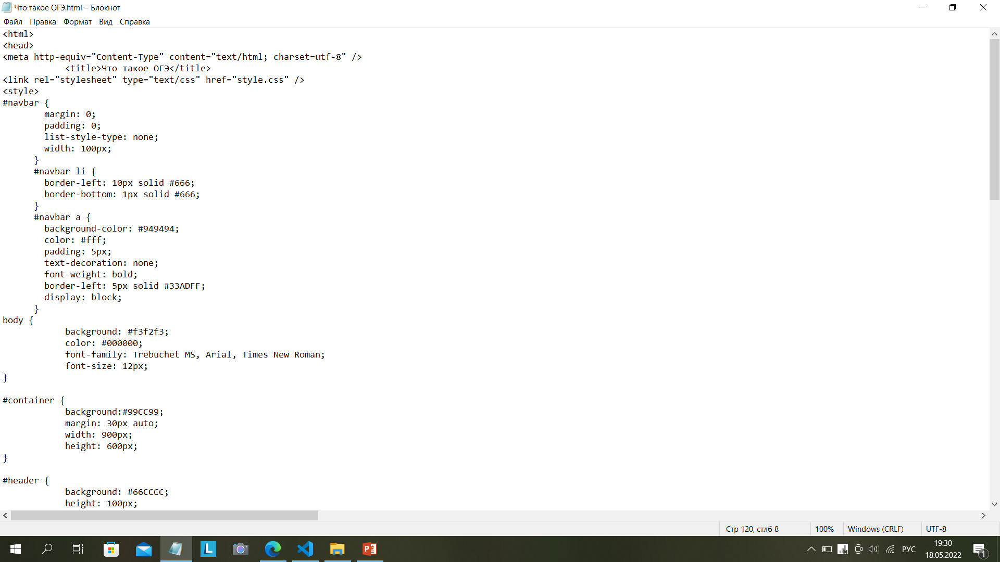 Что такое ОГЭ.html – Блокнот
Файл Правка Формат Вид Справка
<html>
<head>
<meta http-equiv="Content-Type" content="text/html; charset=utf-8" />
            <title>Что такое ОГЭ</title>
<link rel="stylesheet" type="text/css" href="style.css" />
<style>
#navbar {
        margin: 0;
        padding: 0;
        list-style-type: none;
        width: 100px;
      }
      #navbar li {
        border-left: 10px solid #666;
        border-bottom: 1px solid #666;
      }
      #navbar a {
        background-color: #949494;
        color: #fff;
        padding: 5px;
        text-decoration: none;
        font-weight: bold;
        border-left: 5px solid #33ADFF;
        display: block;
      }
body {
            background: #f3f2f3;
            color: #000000;
            font-family: Trebuchet MS, Arial, Times New Roman;
            font-size: 12px;
}
#container {
            background:#99CC99;
            margin: 30px auto;
            width: 900px;
            height: 600px;
}
#header {
            background: #66CCCC;
            height: 100px;
Стр 120, стлб 8 100% Windows (CRLF) UTF-8
L
P
РУС
19:30
18.05.2022
1